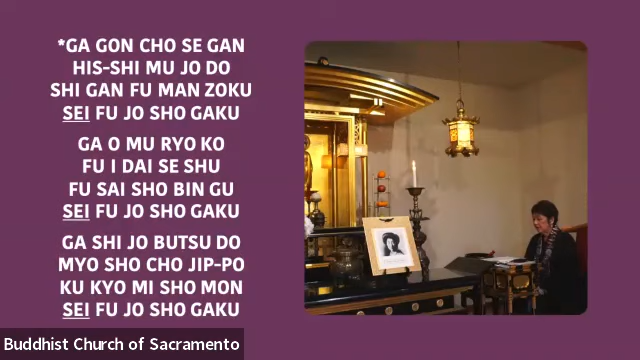 *GA GON CHO SE GAN
HIS-SHI MU JO DO
SHI GAN FU MAN ZOKU
SEI FU JO SHO GAKU
GA O MU RYO KO
FU I DAI SE SHU
FU SAI SHO BIN GU
SEI FU JO SHO GAKU
GA SHI JO BUTSU DO
MYO SHO CHO JIP-PO
KU KYO MI SHO MON
SEI FU JO SHO GAKU
Buddhist Church of Sacramento